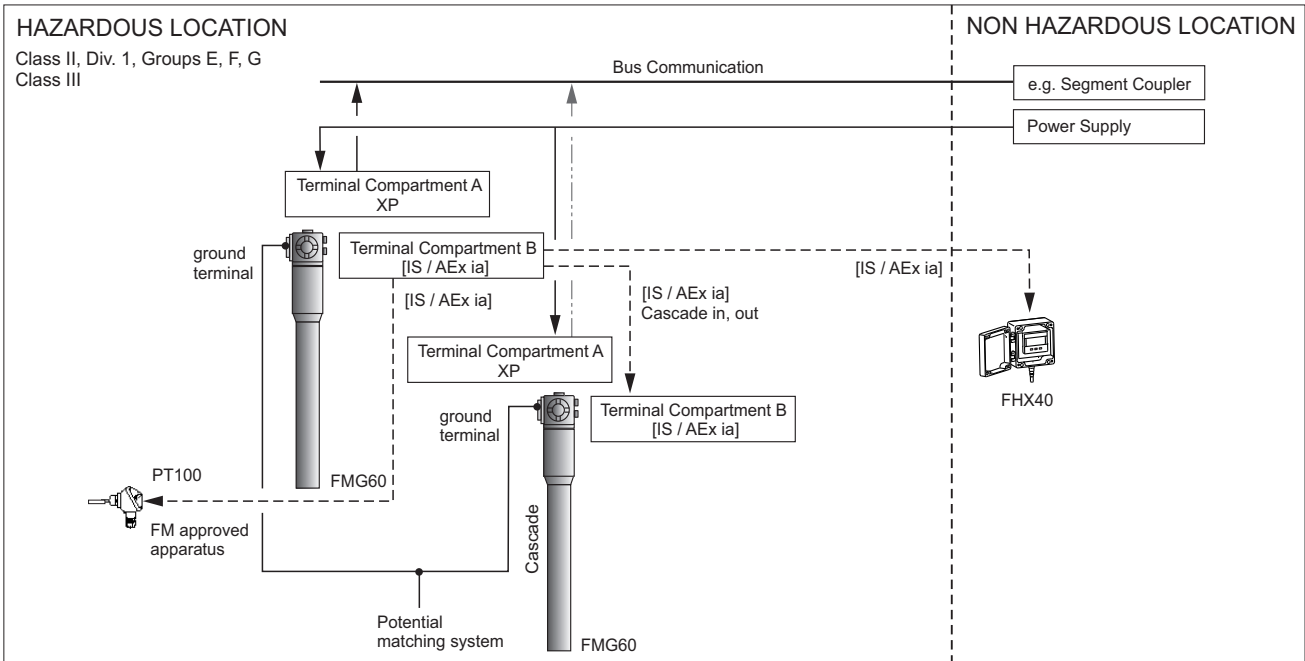 HAZARDOUS LOCATION
Class II, Div. 1, Groups E, F, G
Class III
NON HAZARDOUS LOCATION
Bus Communication
e.g. Segment Coupler
Power Supply
Terminal Compartment A
XP
ground
terminal
Terminal Compartment B
[IS / AEx ia]
[IS / AEx ia]
[IS / AEx ia]
[IS / AEx ia]
Cascade in, out
Terminal Compartment A
XP
FHX40
ground
terminal
Terminal Compartment B
[IS / AEx ia]
PT100
FMG60
FM approved
apparatus
Cascade
Potential
matching system
FMG60